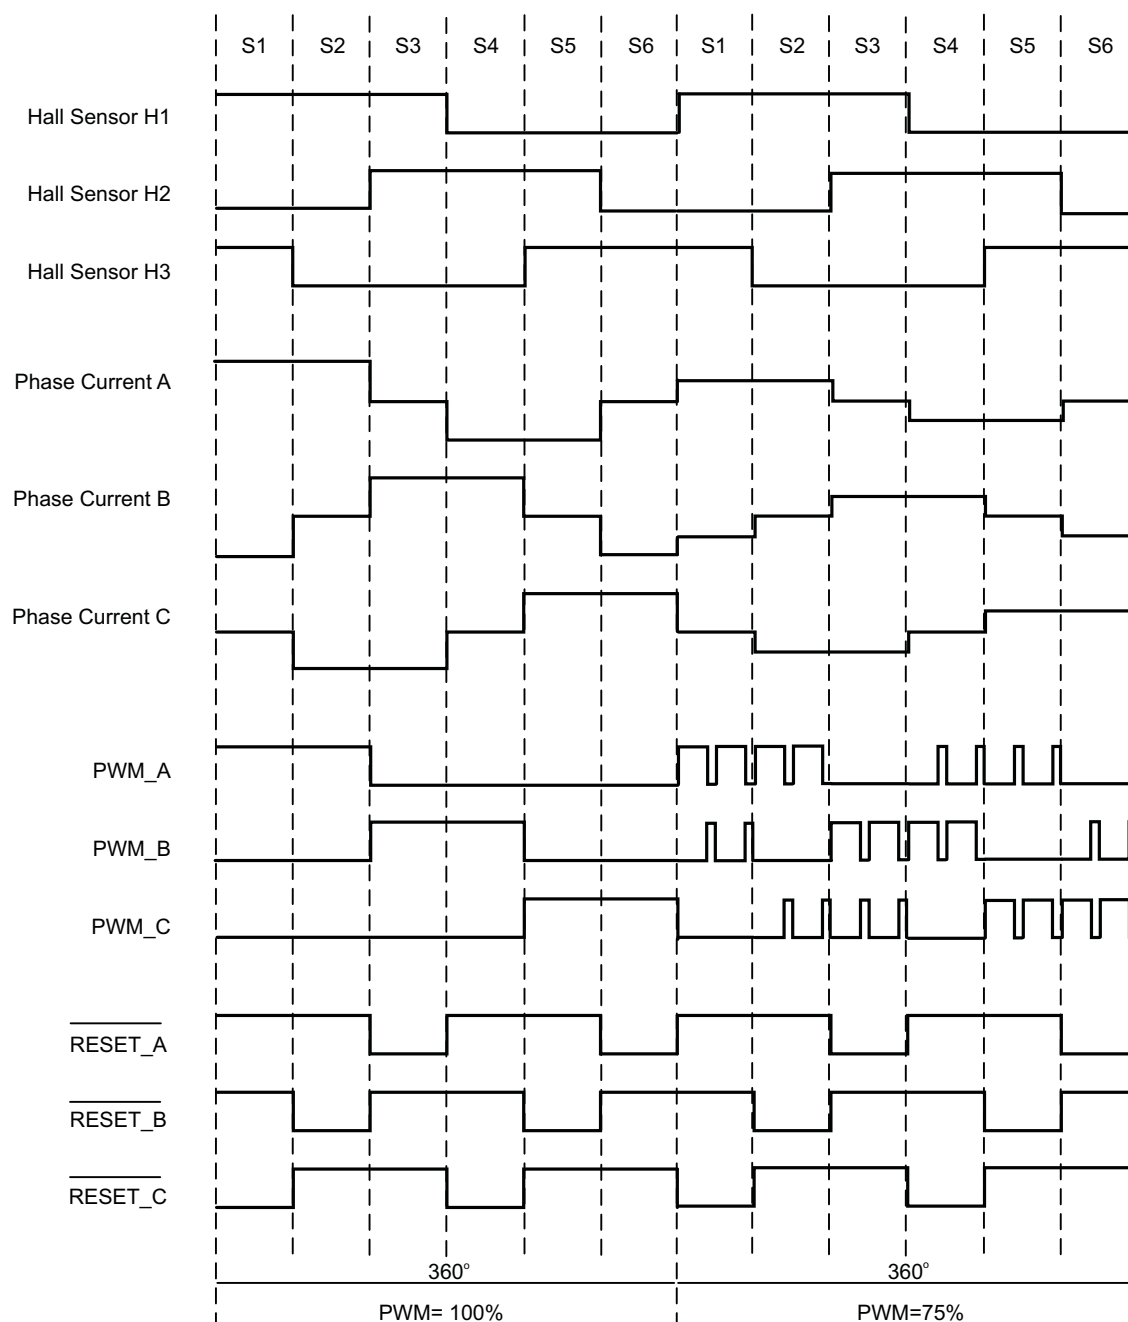 S1 S2 S3 S4 S5 S6 S1 S2 S3 S4 S5 S6
Hall Sensor H1
Hall Sensor H2
Hall Sensor H3
Phase Current A
Phase Current B
Phase Current C
PWM_A
PWM_B
PWM_C
RESET_A
RESET_B
RESET_C
360° 360°
PWM= 100% PWM=75%